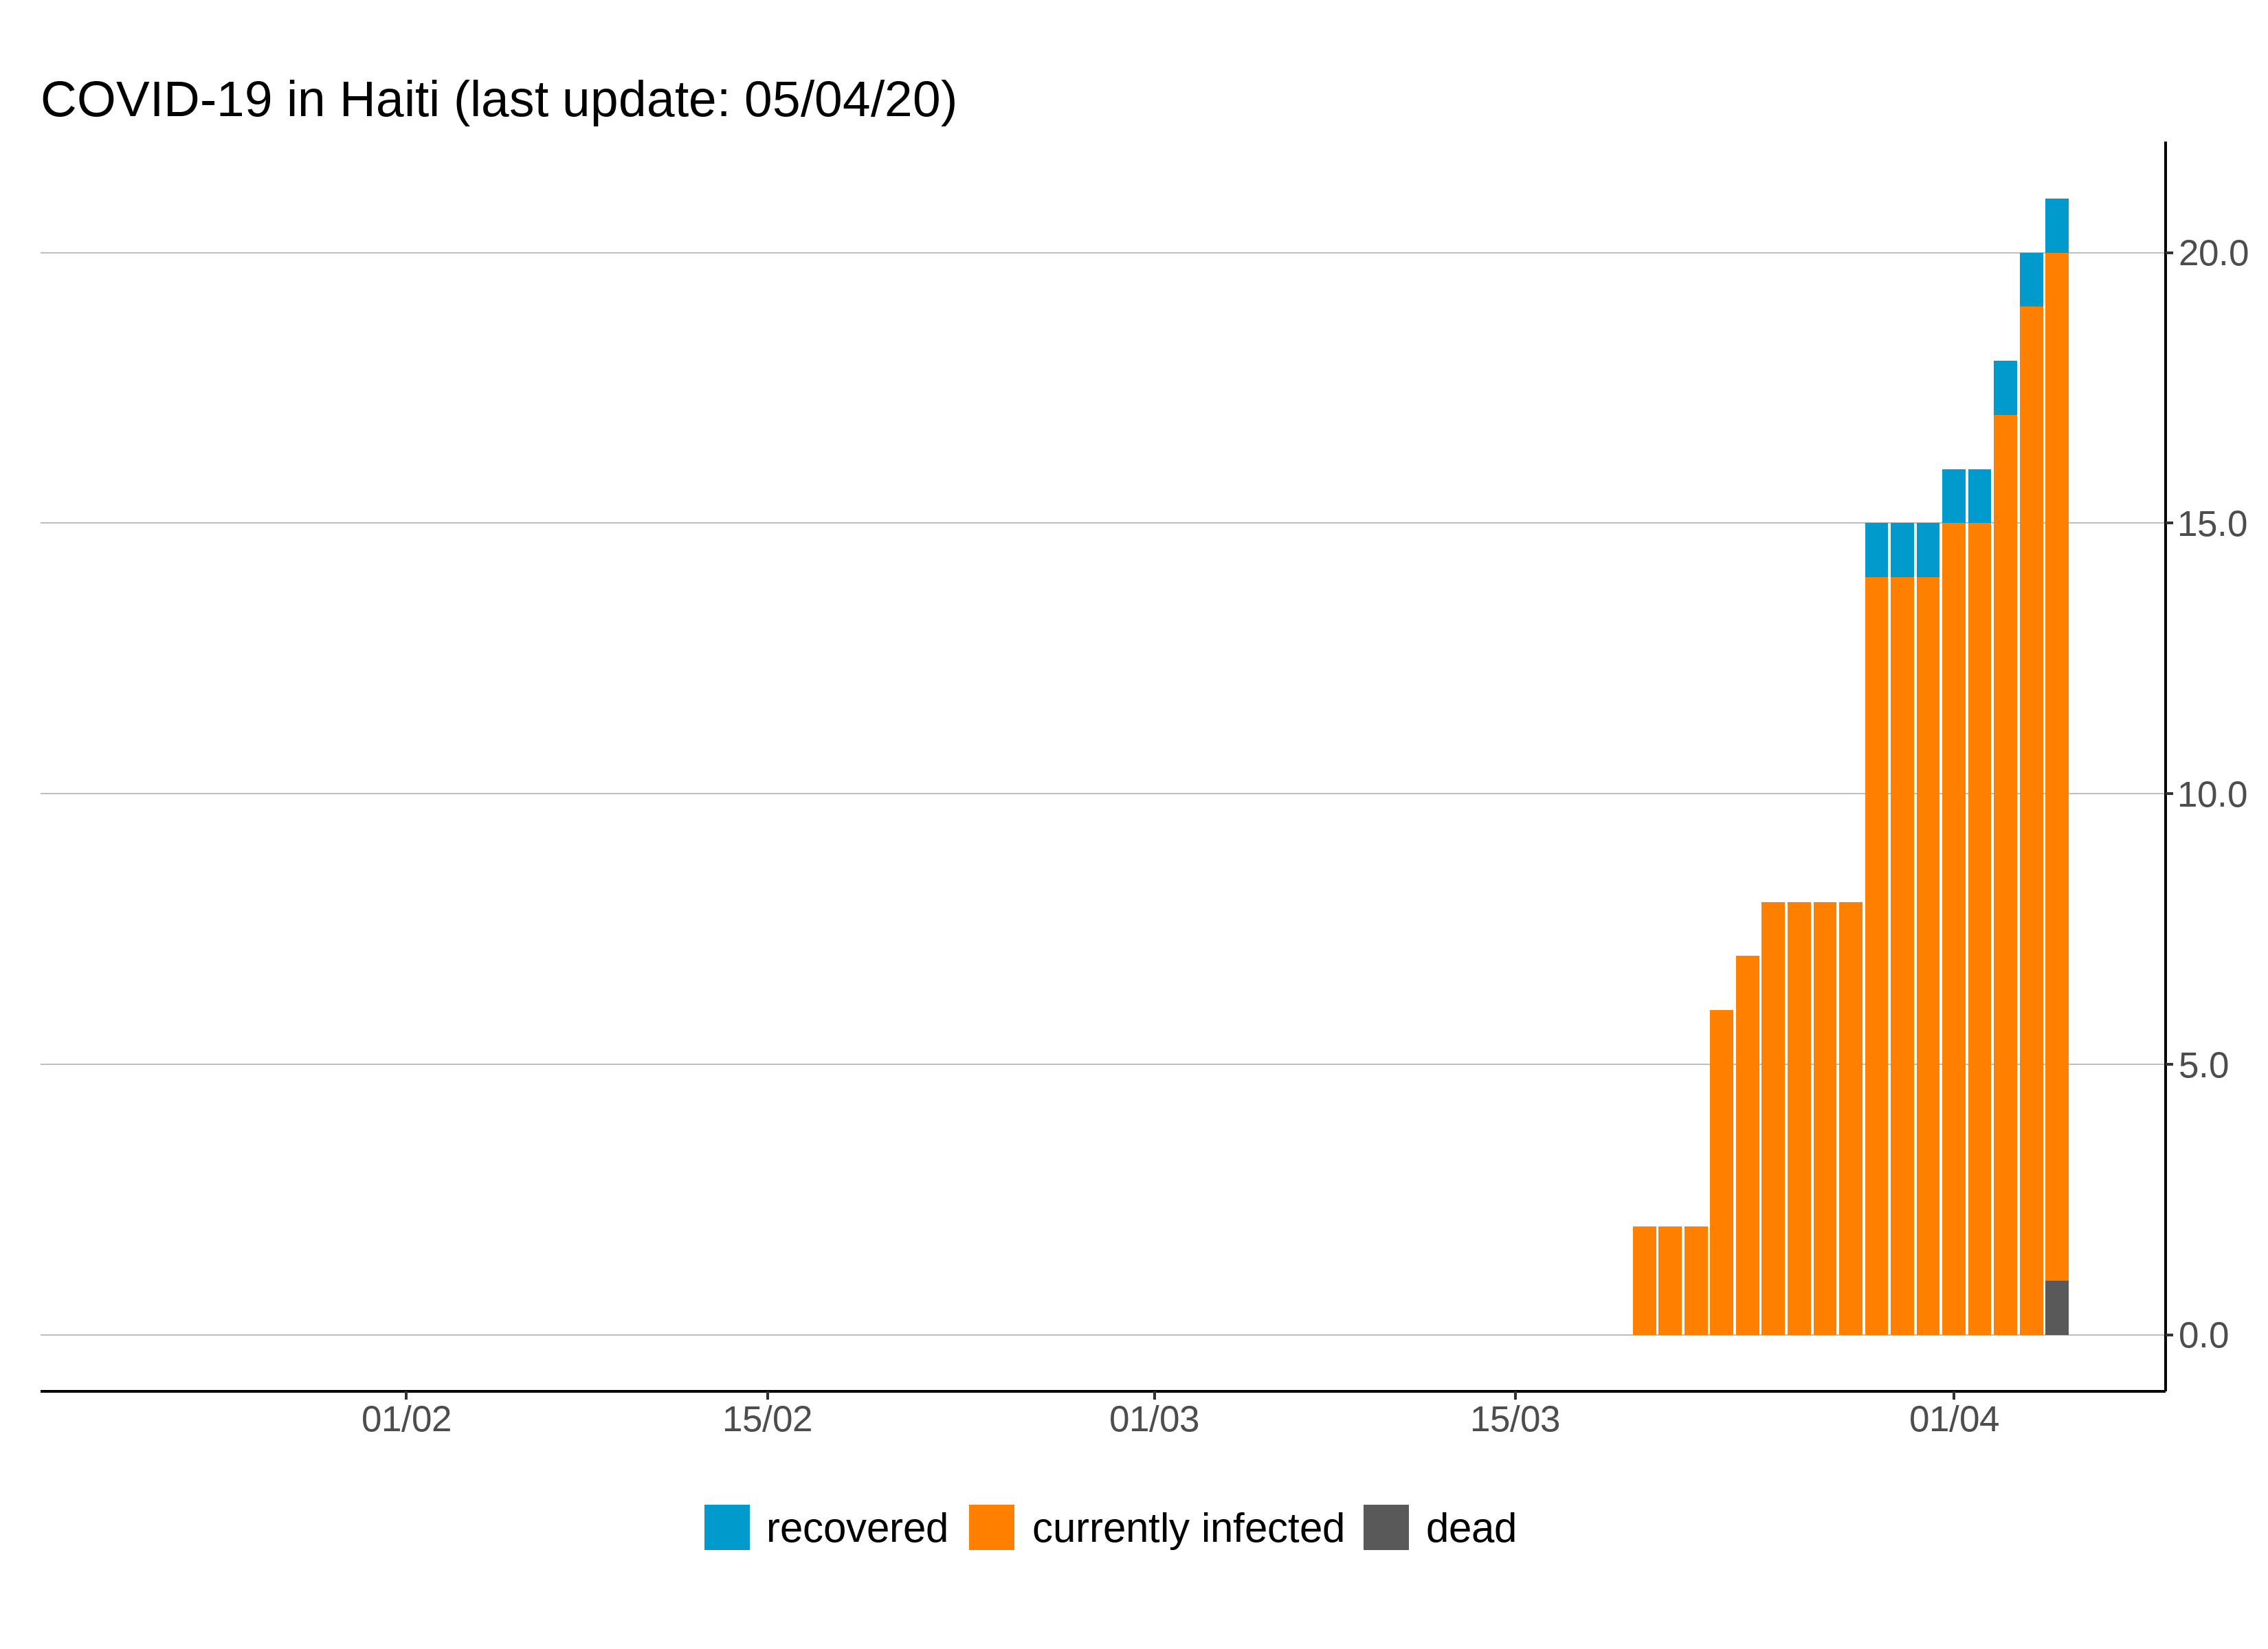 COVID-19 in Haiti (last update: 05/04/20)
20.0
15.0
10.0
5.0
0.0
01/02 15/02 01/03 15/03 01/04
recovered currently infected dead